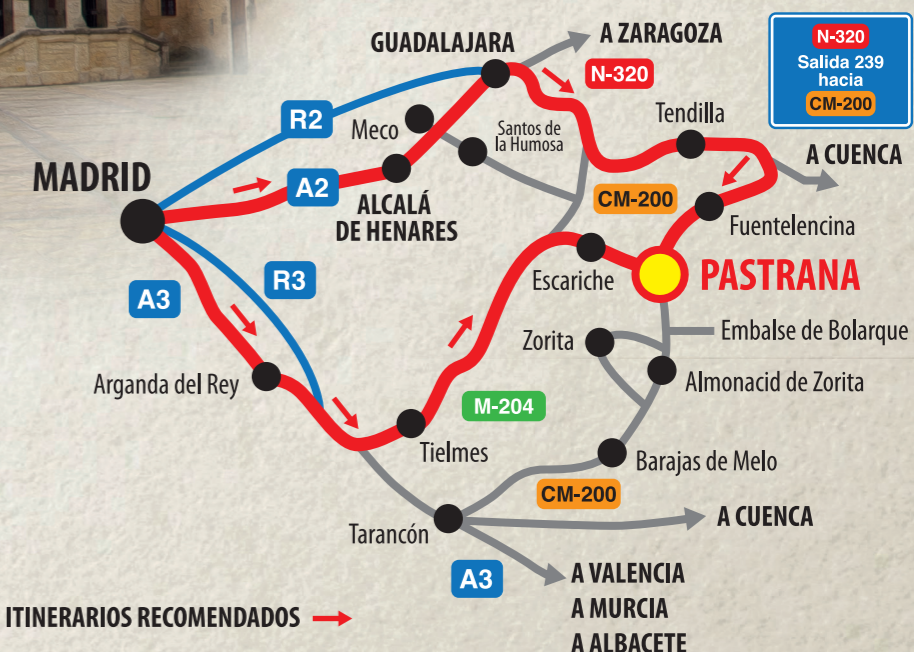 GUADALAJARA
A ZARAGOZA
N-320
N-320
Salida 239
hacia
CM-200
R2
Meco
Santos de
la Humosa
Tendilla
A CUENCA
MADRID
A2
ALCALÁ
DE HENARES
CM-200
Fuentelencina
A3
R3
Escariche
PASTRANA
Zorita
Embalse de Bolarque
Arganda del Rey
Almonacid de Zorita
M-204
Tielmes
Barajas de Melo
CM-200
Tarancón
A CUENCA
A3
A VALENCIA
A MURCIA
A ALBACETE
ITINERARIOS RECOMENDADOS